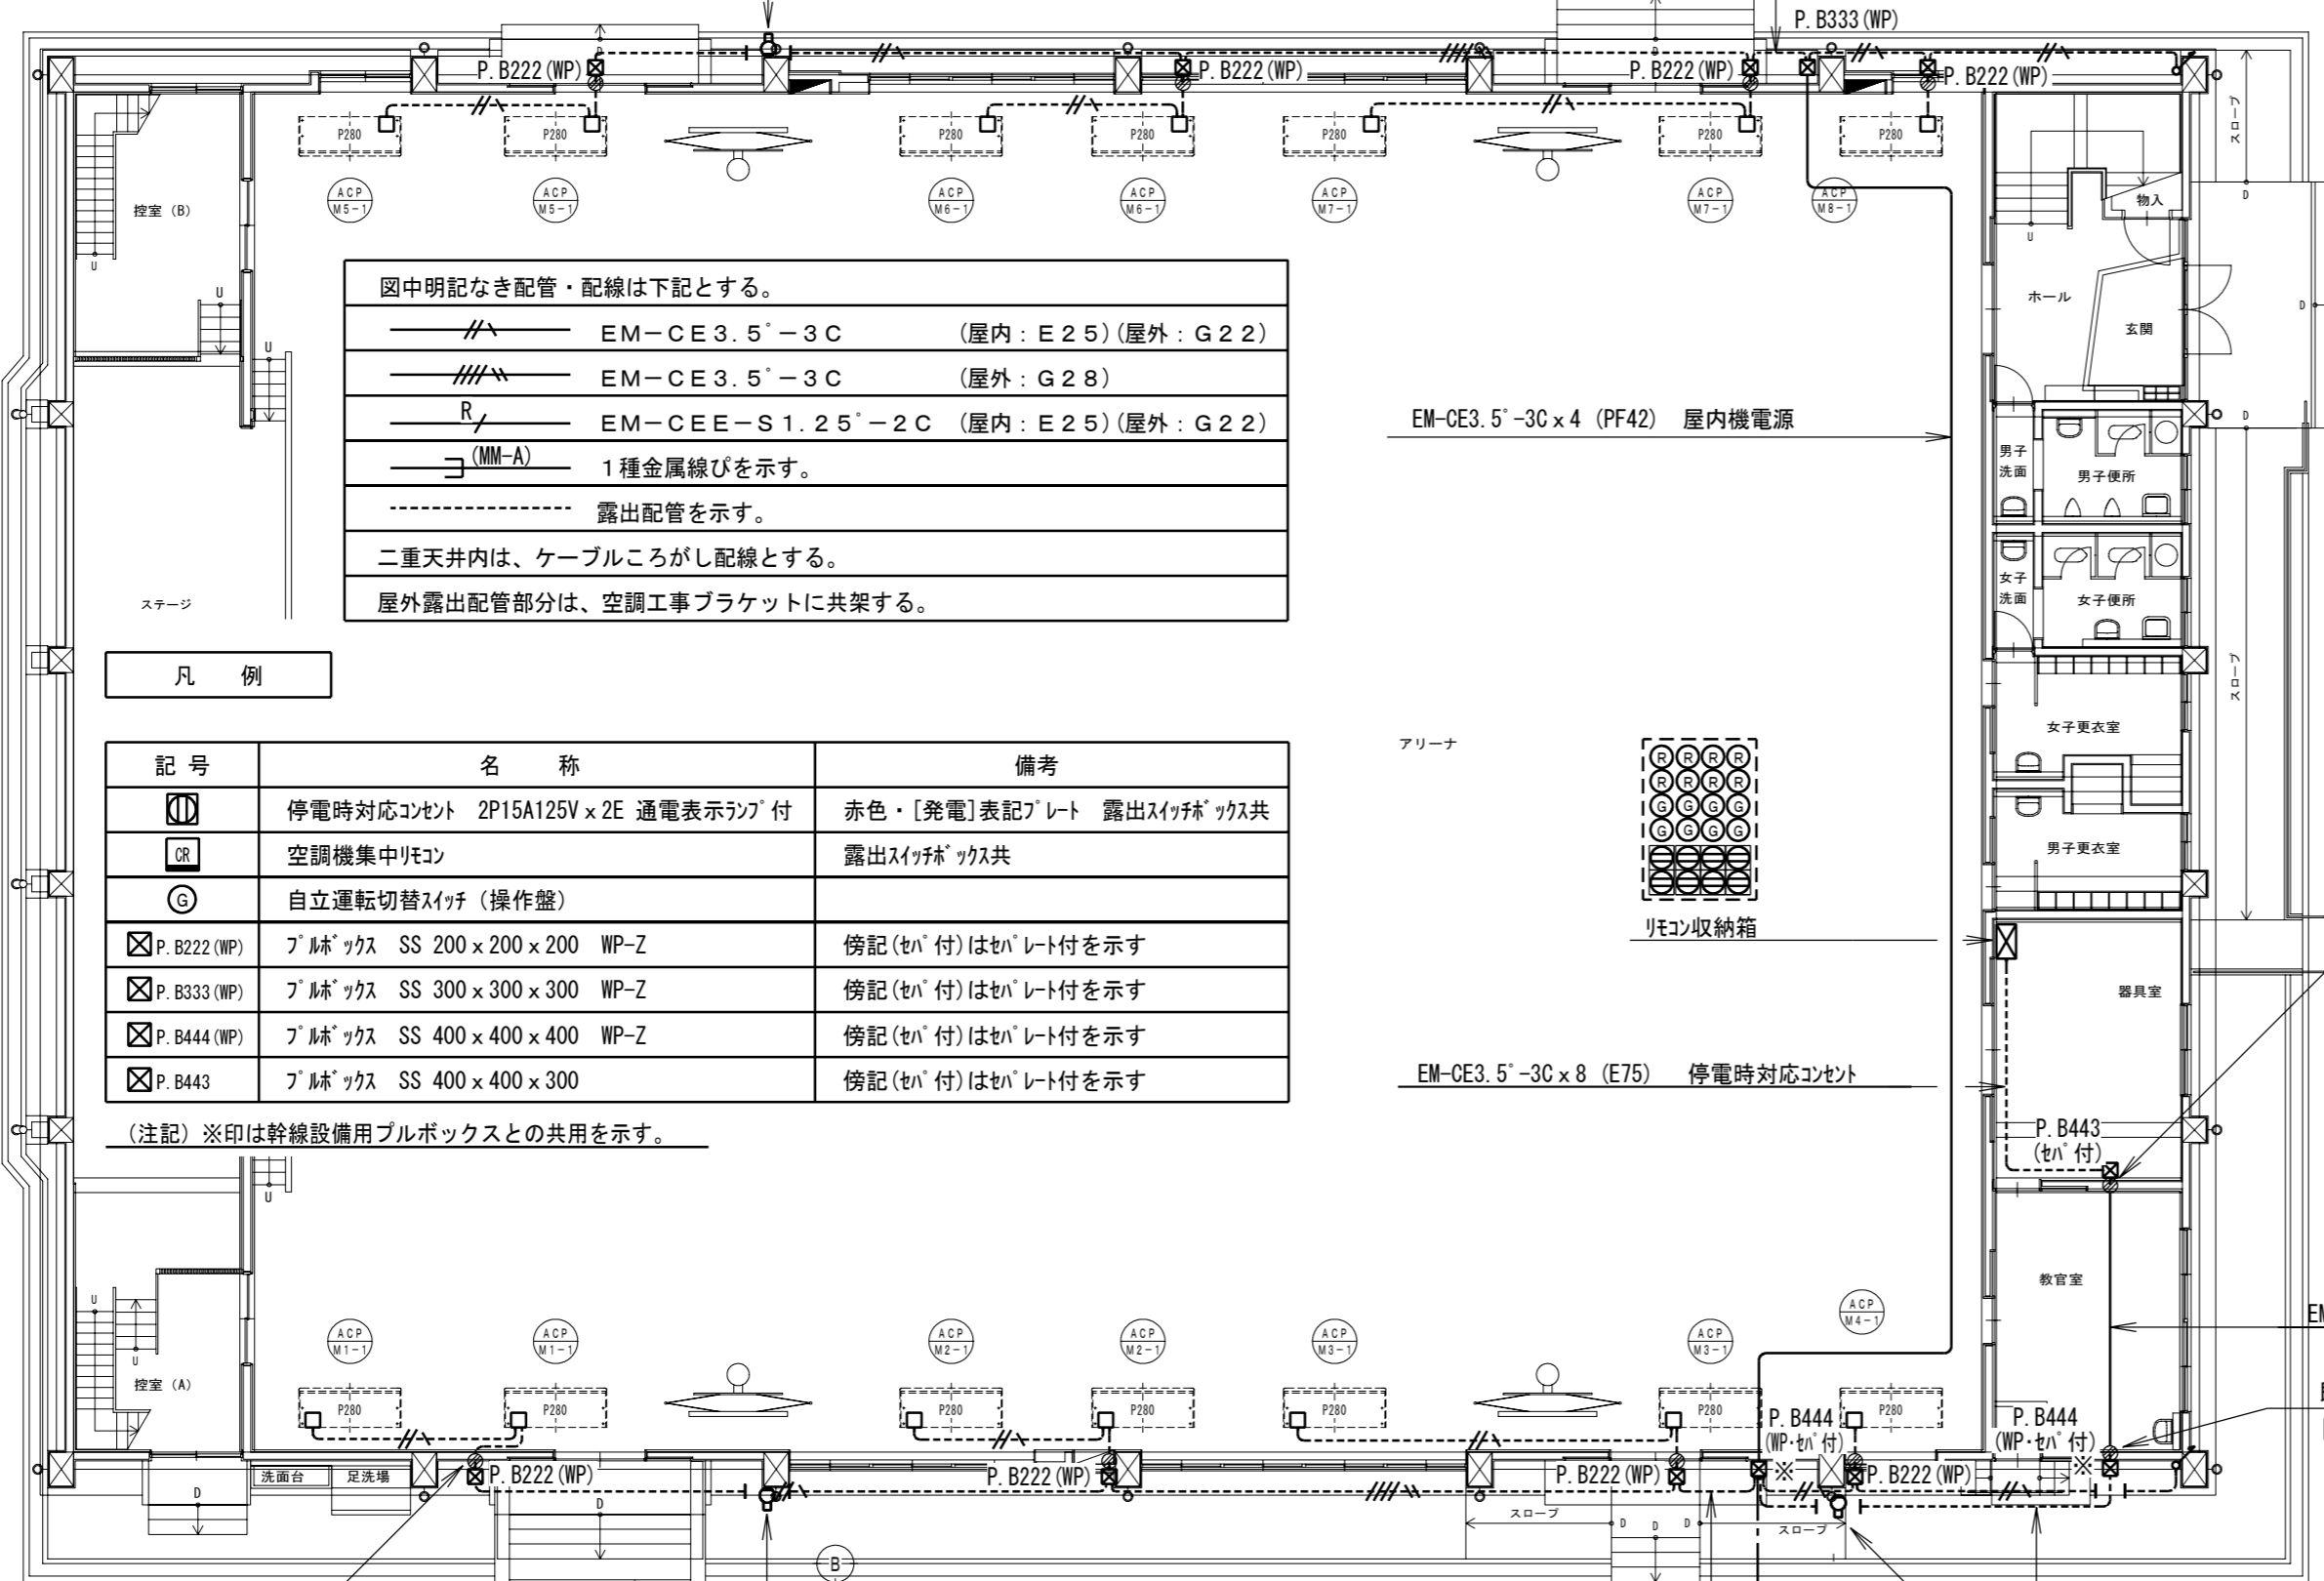 P.B333(WP)
P.B222(WP)
P.B222(WP)
P.B222(WP)
P.B222(WP)
P280
P280
P280
P280
P280
P280
P280
ACP
M5-1
ACP
M5-1
ACP
M6-1
ACP
M6-1
ACP
M7-1
ACP
M7-1
ACP
M8-1
控室 (B)
U
U
U
D
D
物入
U
スロープ
D
ホール
玄関
D
D
図中明記なき配管・配線は下記とする。
EM-CE3.5゜-3C (屋内:E25)(屋外:G22)
EM-CE3.5゜-3C (屋外:G28)
R EM-CEE-S1.25゜-2C (屋内:E25)(屋外:G22)
(MM-A) 1種金属線ぴを示す。
露出配管を示す。
二重天井内は、ケーブルころがし配線とする。
屋外露出配管部分は、空調工事ブラケットに共架する。
EM-CE3.5゜-3C x 4 (PF42) 屋内機電源
男子
洗面
男子便所
女子
洗面
女子便所
ステージ
凡 例
スロープ
女子更衣室
アリーナ
男子更衣室
記 号 名 称 備考
停電時対応コンセント 2P15A125V x 2E 通電表示ランプ付 赤色・[発電]表記プレート 露出スイッチボックス共
CR 空調機集中リモコン 露出スイッチボックス共
G 自立運転切替スイッチ (操作盤)
P.B222(WP) プルボックス SS 200 x 200 x 200 WP-Z 傍記(セパ付)はセパレート付を示す
P.B333(WP) プルボックス SS 300 x 300 x 300 WP-Z 傍記(セパ付)はセパレート付を示す
P.B444(WP) プルボックス SS 400 x 400 x 400 WP-Z 傍記(セパ付)はセパレート付を示す
P.B443 プルボックス SS 400 x 400 x 300 傍記(セパ付)はセパレート付を示す
(注記) ※印は幹線設備用プルボックスとの共用を示す。
R R R R
R R R R
G G G G
G G G G
リモコン収納箱
器具室
EM-CE3.5゜-3C x 8 (E75) 停電時対応コンセント
P.B443
(セパ付)
U
教官室
U
U
控室 (A)
ACP
M1-1
ACP
M1-1
ACP
M2-1
ACP
M2-1
ACP
M3-1
ACP
M3-1
ACP
M4-1
EM
P280
P280
P280
P280
P280
P280
P280
P.B444
(WP・セパ付)
※
P.B444
(WP・セパ付)
※
洗面台
足洗場
P.B222(WP)
P.B222(WP)
P.B222(WP)
P.B222(WP)
D
D
スロープ
D
D
D
スロープ
B